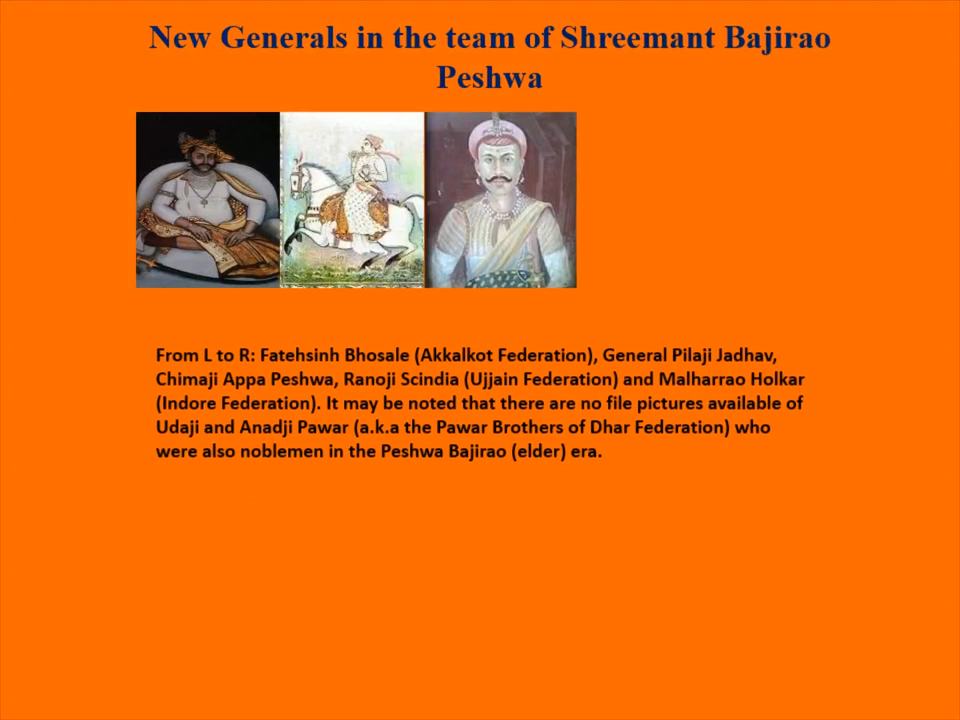 New Generals in the team of Shreemant Bajirao
Peshwa
From L to R: Fatehsinh Bhosale (Akkalkot Federation), General Pilaji Jadhav,
Chimaji Appa Peshwa, Ranoji Scindia (Ujjain Federation) and Malharrao Holkar
(Indore Federation). It may be noted that there are no file pictures available of
Udaji and Anadji Pawar (a.k.a the Pawar Brothers of Dhar Federation) who
were also noblemen in the Peshwa Bajirao (elder) era.